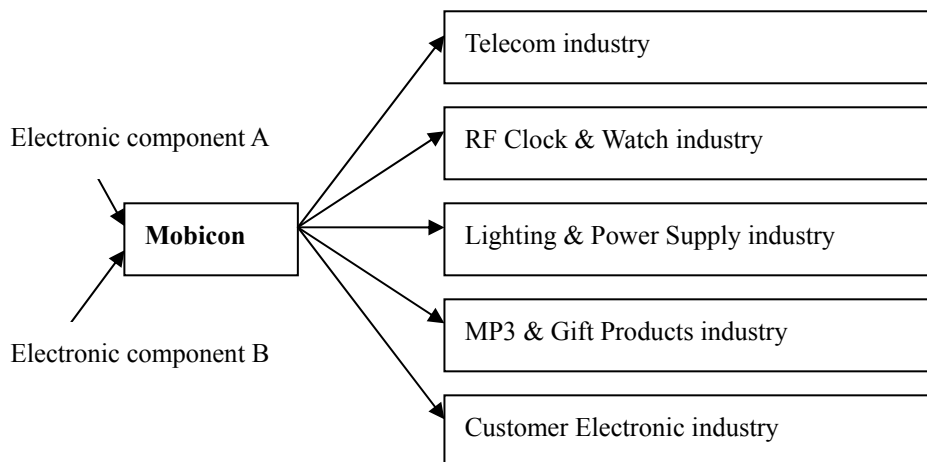 Telecom industry
Electronic component A
RF Clock & Watch industry
Mobicon
Lighting & Power Supply industry
MP3 & Gift Products industry
Electronic component B
Customer Electronic industry